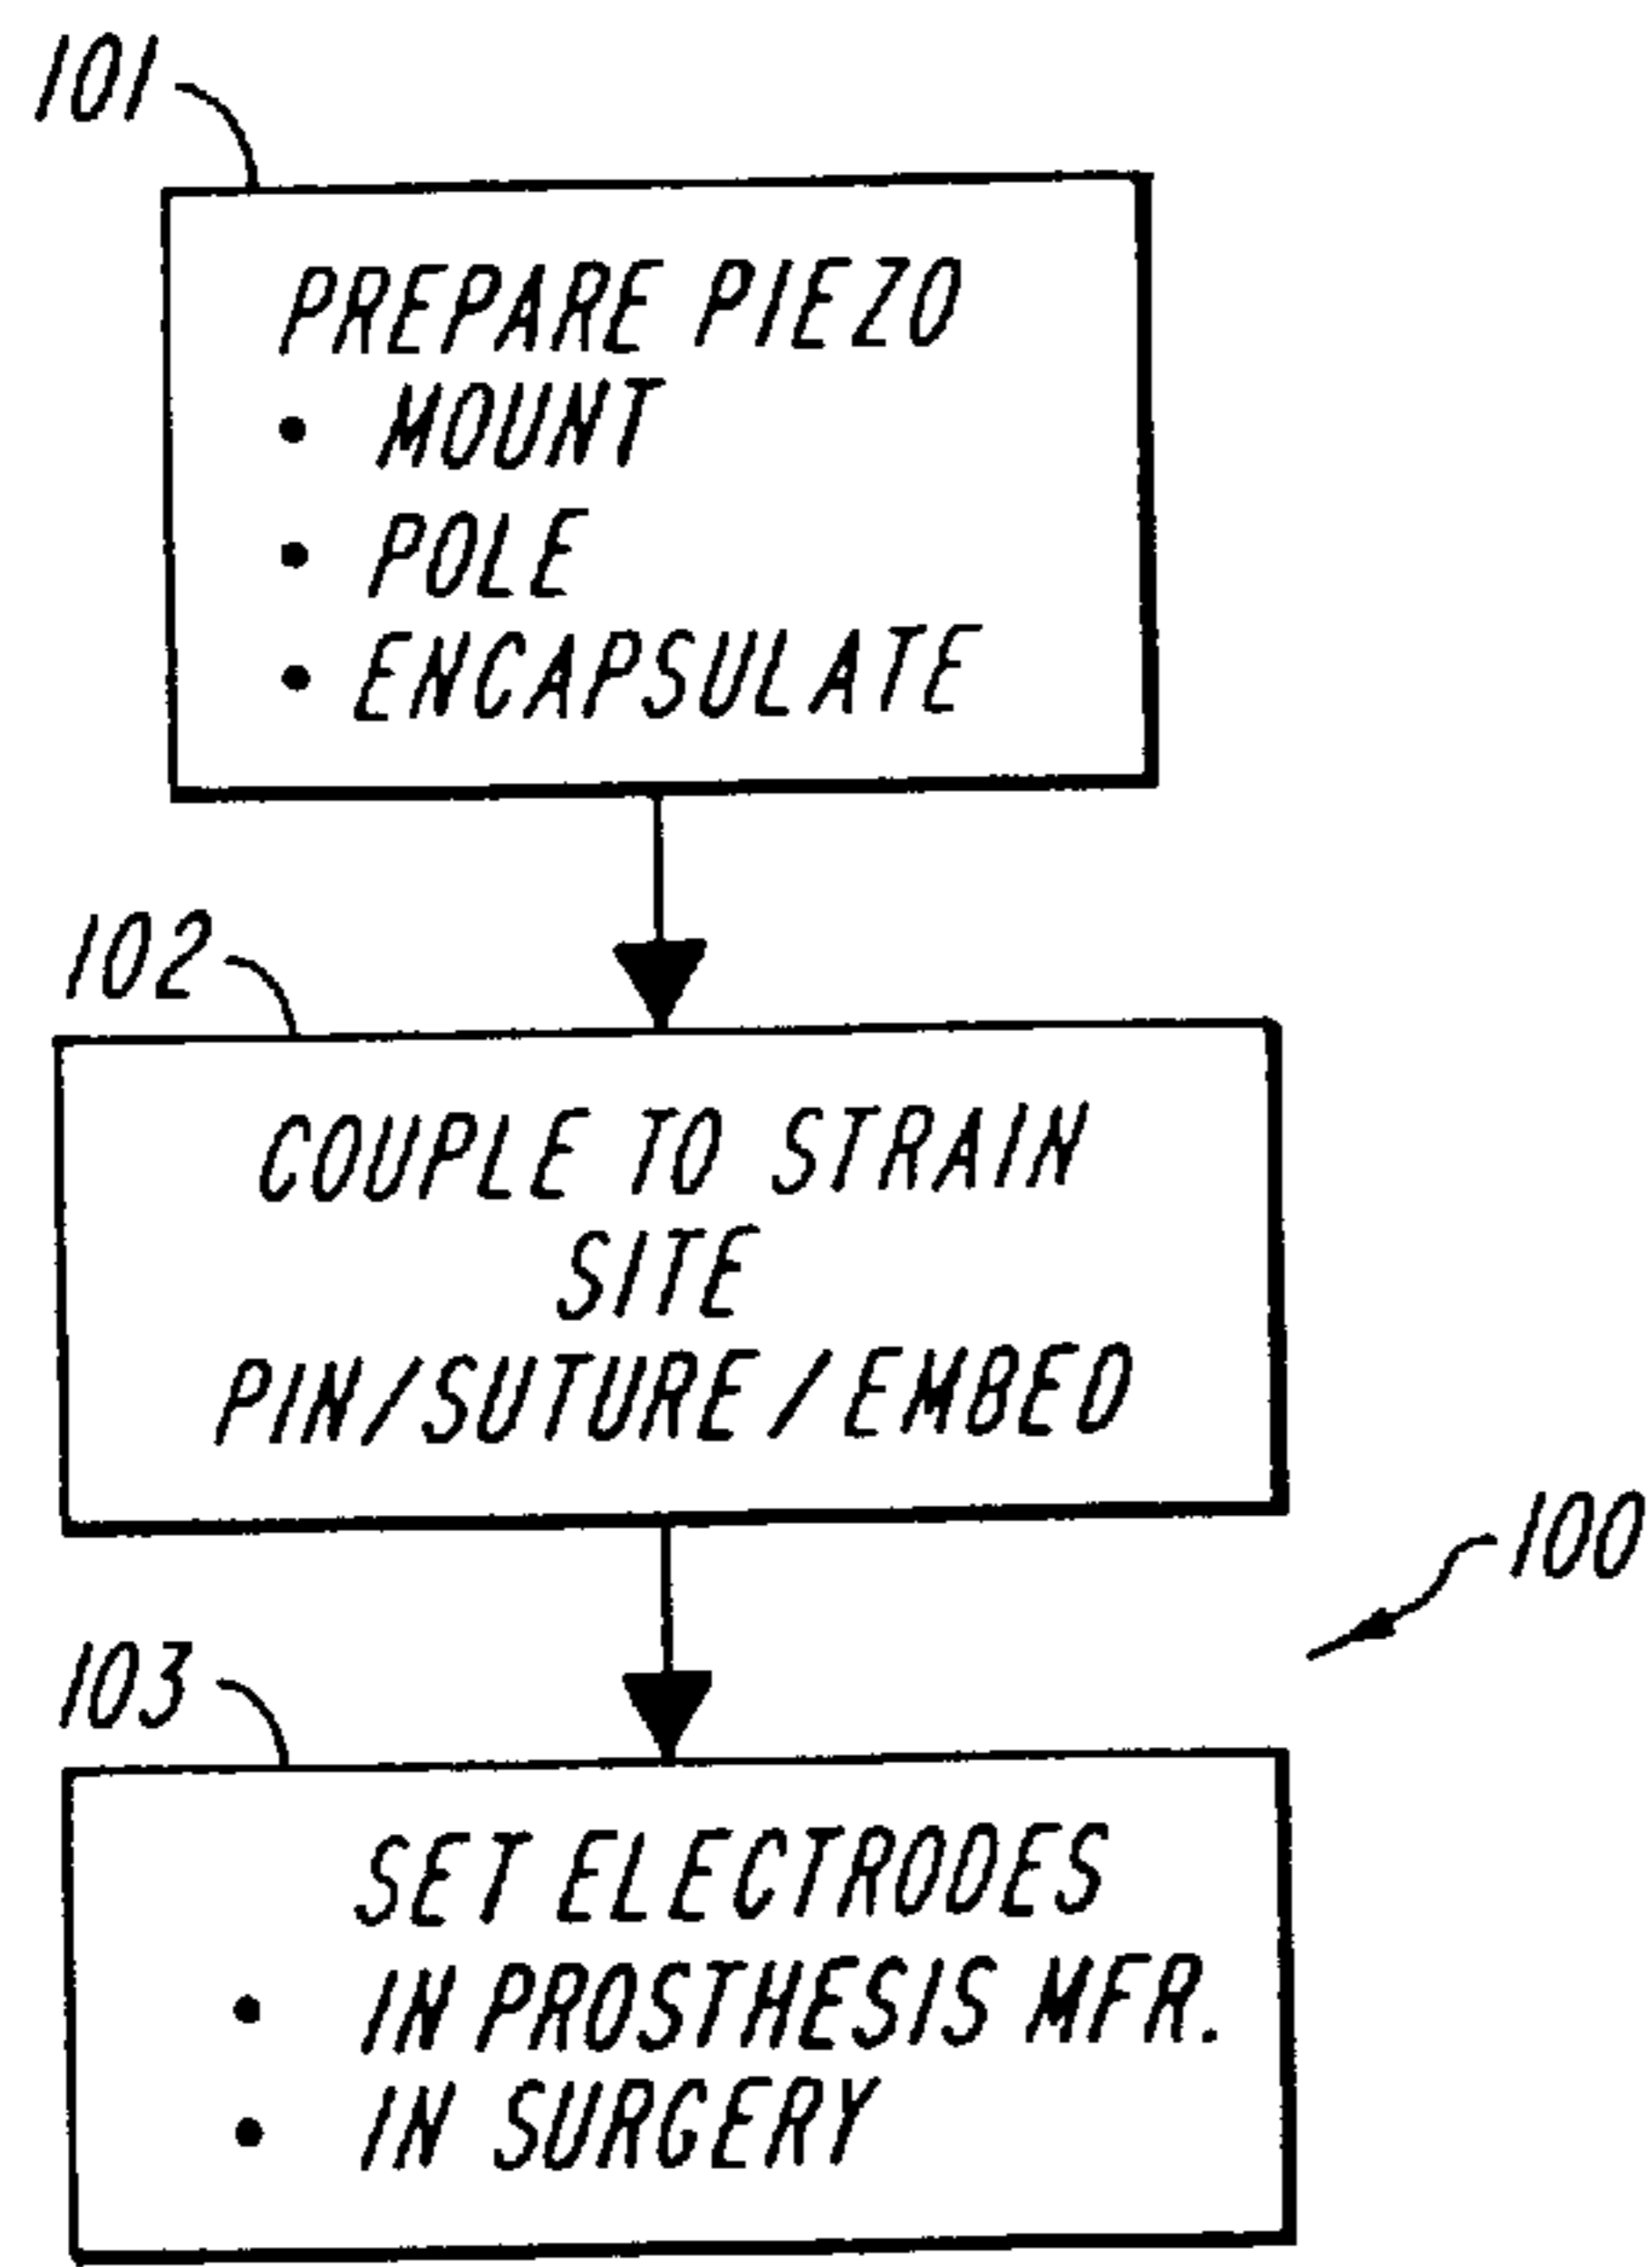 101
PREPARE PIEZO
• MOUNT
• POLE
• ENCAPSULATE
102
COUPLE TO STRAIN
SITE
PIN/SUTURE/EMBED
100
103
SET ELECTRODES
• IN PROSTHESIS MFR.
• IN SURGERY